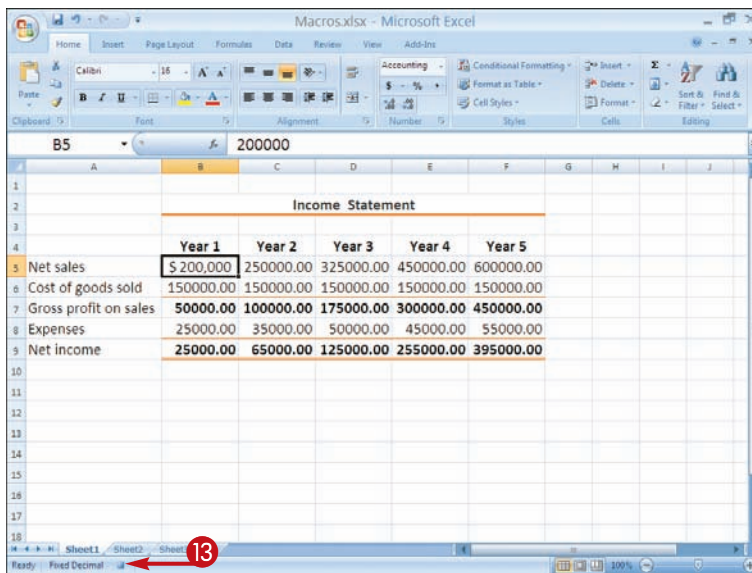 Macros.xlsx - Microsoft Excel
Home Insert Page Layout Formulas Data Review View Add-Ins
Calibri 16 A A Accounting Conditional Formatting Insert Σ
Paste B I U A $ % , Format as Table Delete Sort & Filter Find & Select
Cell Styles Format
Clipboard Font Alignment Number Styles Cells Editing
B5 fx 200000
A B C D E F G H I J
1
2 Income Statement
3
4 Year 1 Year 2 Year 3 Year 4 Year 5
5 Net sales $ 200,000 250000.00 325000.00 450000.00 600000.00
6 Cost of goods sold 150000.00 150000.00 150000.00 150000.00 150000.00
7 Gross profit on sales 50000.00 100000.00 175000.00 300000.00 450000.00
8 Expenses 25000.00 35000.00 50000.00 45000.00 55000.00
9 Net income 25000.00 65000.00 125000.00 255000.00 395000.00
10
11
12
13
14
15
16
17
18
Sheet1 Sheet2 Sheet 13
Ready Fixed Decimal 100%